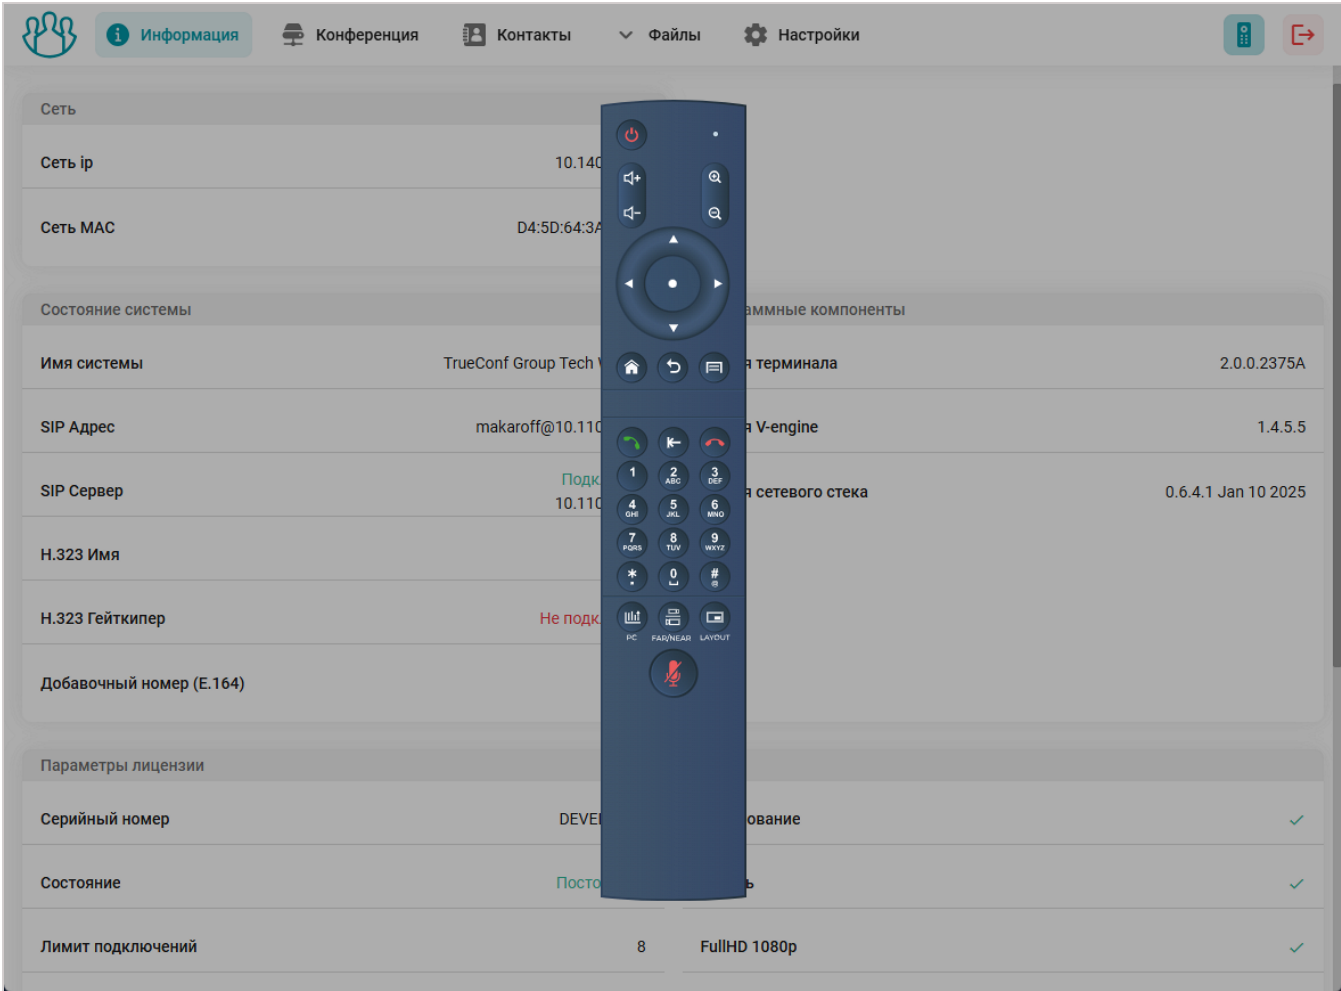 Информация
Конференция
Контакты
Файлы
Настройки
Сеть
Сеть ip 10.140
Сеть MAC D4:5D:64:3A
Состояние системы
Имя системы TrueConf Group Tech
SIP Адрес makaroff@10.110
SIP Сервер Подк
10.110
H.323 Имя
H.323 Гейткипер Не подк
Добавочный номер (E.164)
аммные компоненты
я терминала 2.0.0.2375A
я V-engine 1.4.5.5
я сетевого стека 0.6.4.1 Jan 10 2025
1
2 ABC
3 DEF
4 GHI
5 JKL
6 MNO
7 PQRS
8 TUV
9 WXYZ
*
0
# @
PC FAR/NEAR LAYOUT
Параметры лицензии
Серийный номер DEVE
Состояние Посто
Лимит подключений 8
ование
ь
FullHD 1080p